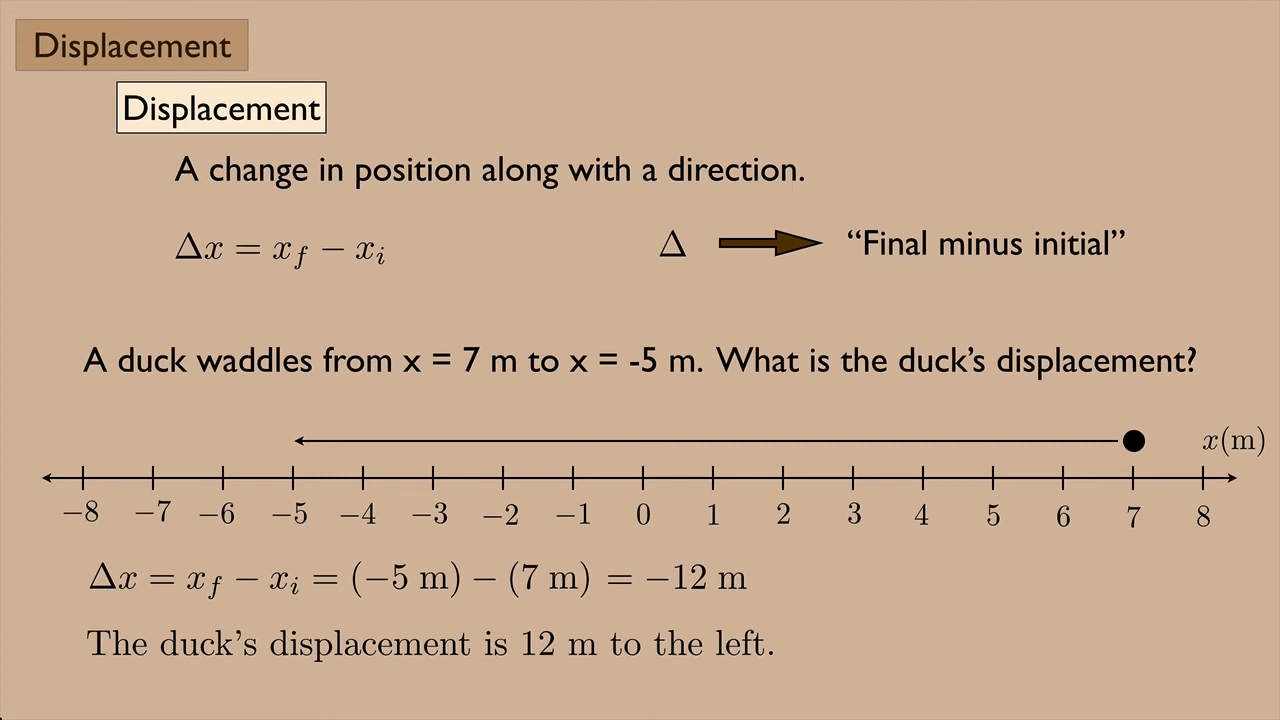 Displacement
Displacement
A change in position along with a direction.
Δx = x_f − x_i
Δ “Final minus initial”
A duck waddles from x = 7 m to x = -5 m. What is the duck’s displacement?
x(m)
−8 −7 −6 −5 −4 −3 −2 −1 0 1 2 3 4 5 6 7 8
Δx = x_f − x_i = (−5 m) − (7 m) = −12 m
The duck’s displacement is 12 m to the left.